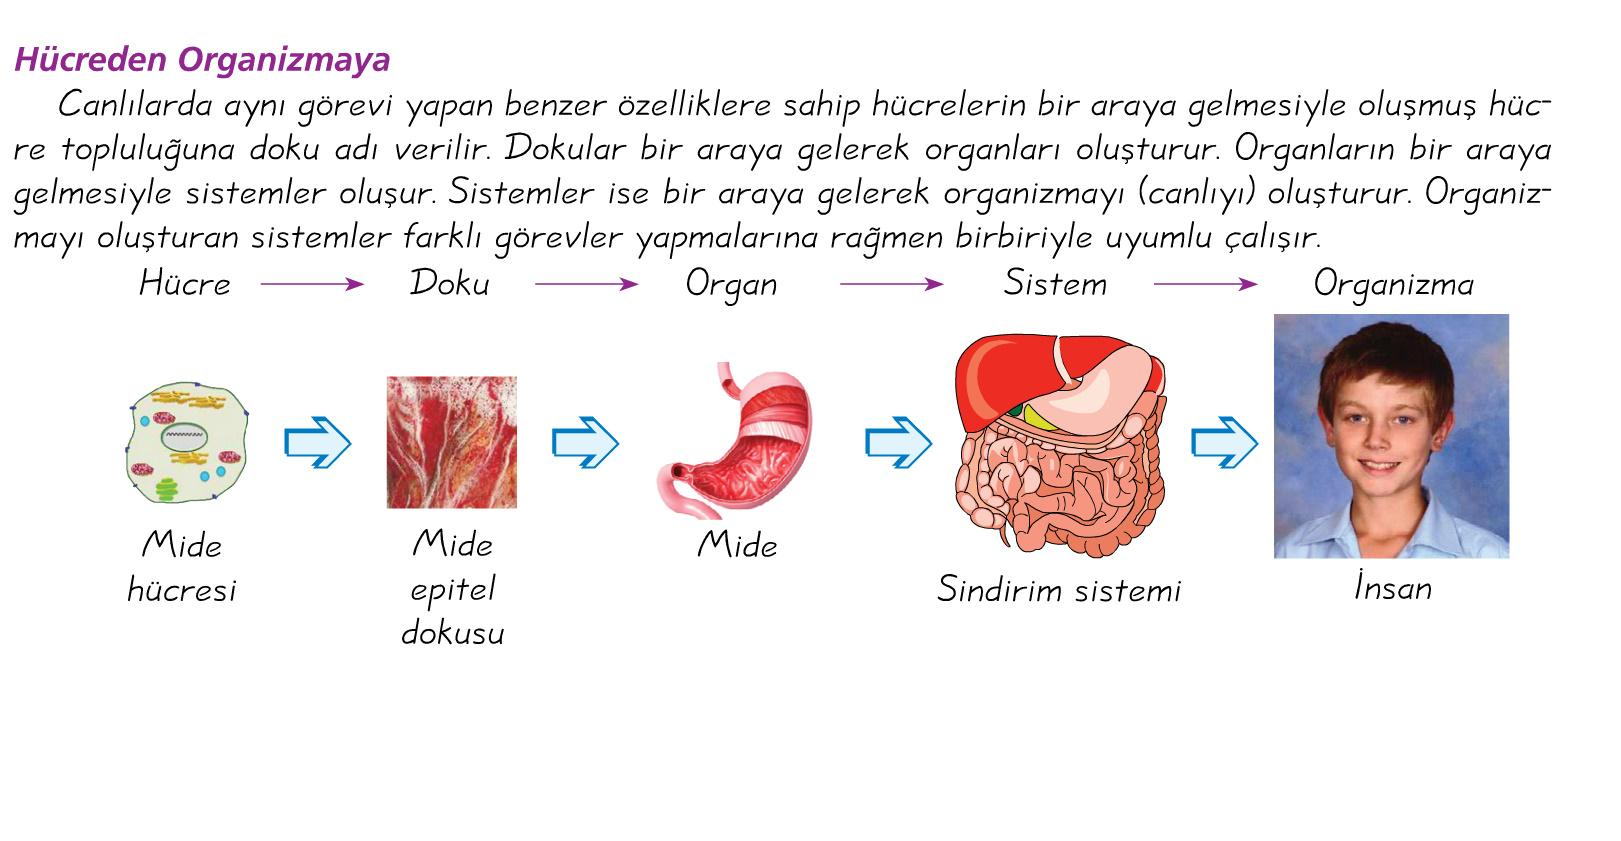 Hücreden Organizmaya
Canlılarda aynı görevi yapan benzer özelliklere sahip hücrelerin bir araya gelmesiyle oluşmuş hüc-
re topluluğuna doku adı verilir. Dokular bir araya gelerek organları oluşturur. Organların bir araya
gelmesiyle sistemler oluşur. Sistemler ise bir araya gelerek organizmayı (canlıyı) oluşturur. Organiz-
mayı oluşturan sistemler farklı görevler yapmalarına rağmen birbiriyle uyumlu çalışır.
Hücre Doku Organ Sistem Organizma
Mide
hücresi
Mide
epitel
dokusu
Mide
Sindirim sistemi
İnsan